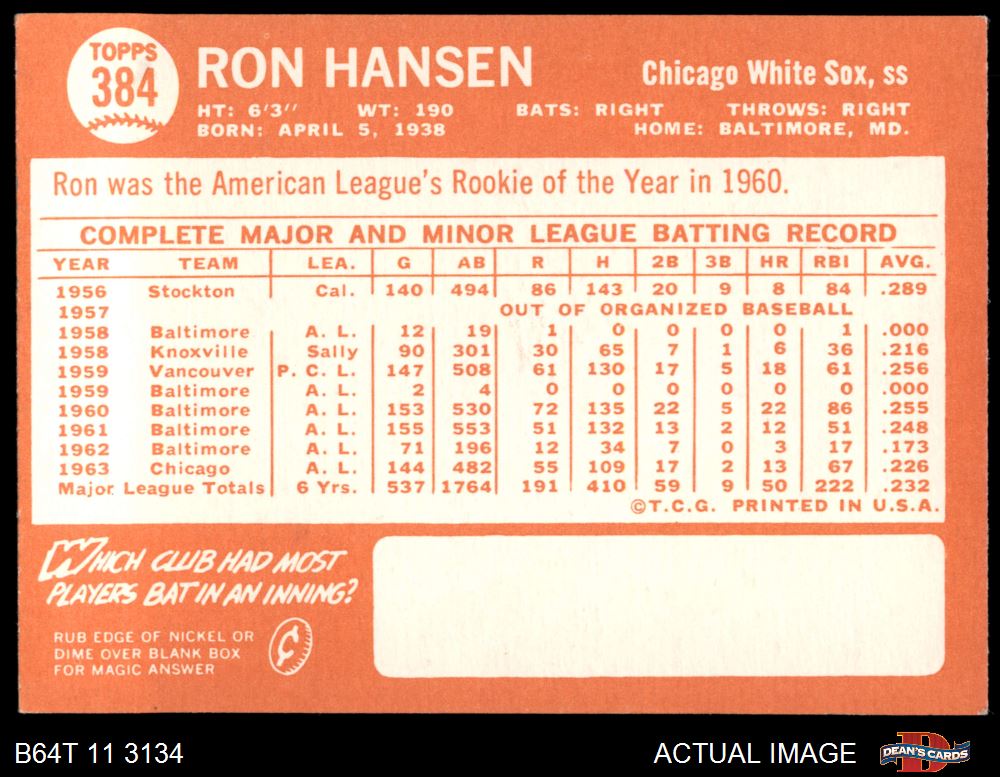 TOPPS
384
RON HANSEN
Chicago White Sox, ss
HT: 6'3" WT: 190 BATS: RIGHT THROWS: RIGHT
BORN: APRIL 5, 1938 HOME: BALTIMORE, MD.
Ron was the American League's Rookie of the Year in 1960.
COMPLETE MAJOR AND MINOR LEAGUE BATTING RECORD
YEAR TEAM LEA. G AB R H 2B 3B HR RBI AVG.
1956 Stockton Cal. 140 494 86 143 20 9 8 84 .289
1957 OUT OF ORGANIZED BASEBALL
1958 Baltimore A. L. 12 19 1 0 0 0 0 1 .000
1958 Knoxville Sally 90 301 30 65 7 1 6 36 .216
1959 Vancouver P. C. L. 147 508 61 130 17 5 18 61 .256
1959 Baltimore A. L. 2 4 0 0 0 0 0 0 .000
1960 Baltimore A. L. 153 530 72 135 22 5 22 86 .255
1961 Baltimore A. L. 155 553 51 132 13 2 12 51 .248
1962 Baltimore A. L. 71 196 12 34 7 0 3 17 .173
1963 Chicago A. L. 144 482 55 109 17 2 13 67 .226
Major League Totals 6 Yrs. 537 1764 191 410 59 9 50 222 .232
©T.C.G. PRINTED IN U.S.A.
WHICH CLUB HAD MOST
PLAYERS BAT IN AN INNING?
RUB EDGE OF NICKEL OR
DIME OVER BLANK BOX
FOR MAGIC ANSWER
¢
B64T 11 3134
ACTUAL IMAGE
DEAN'S CARDS